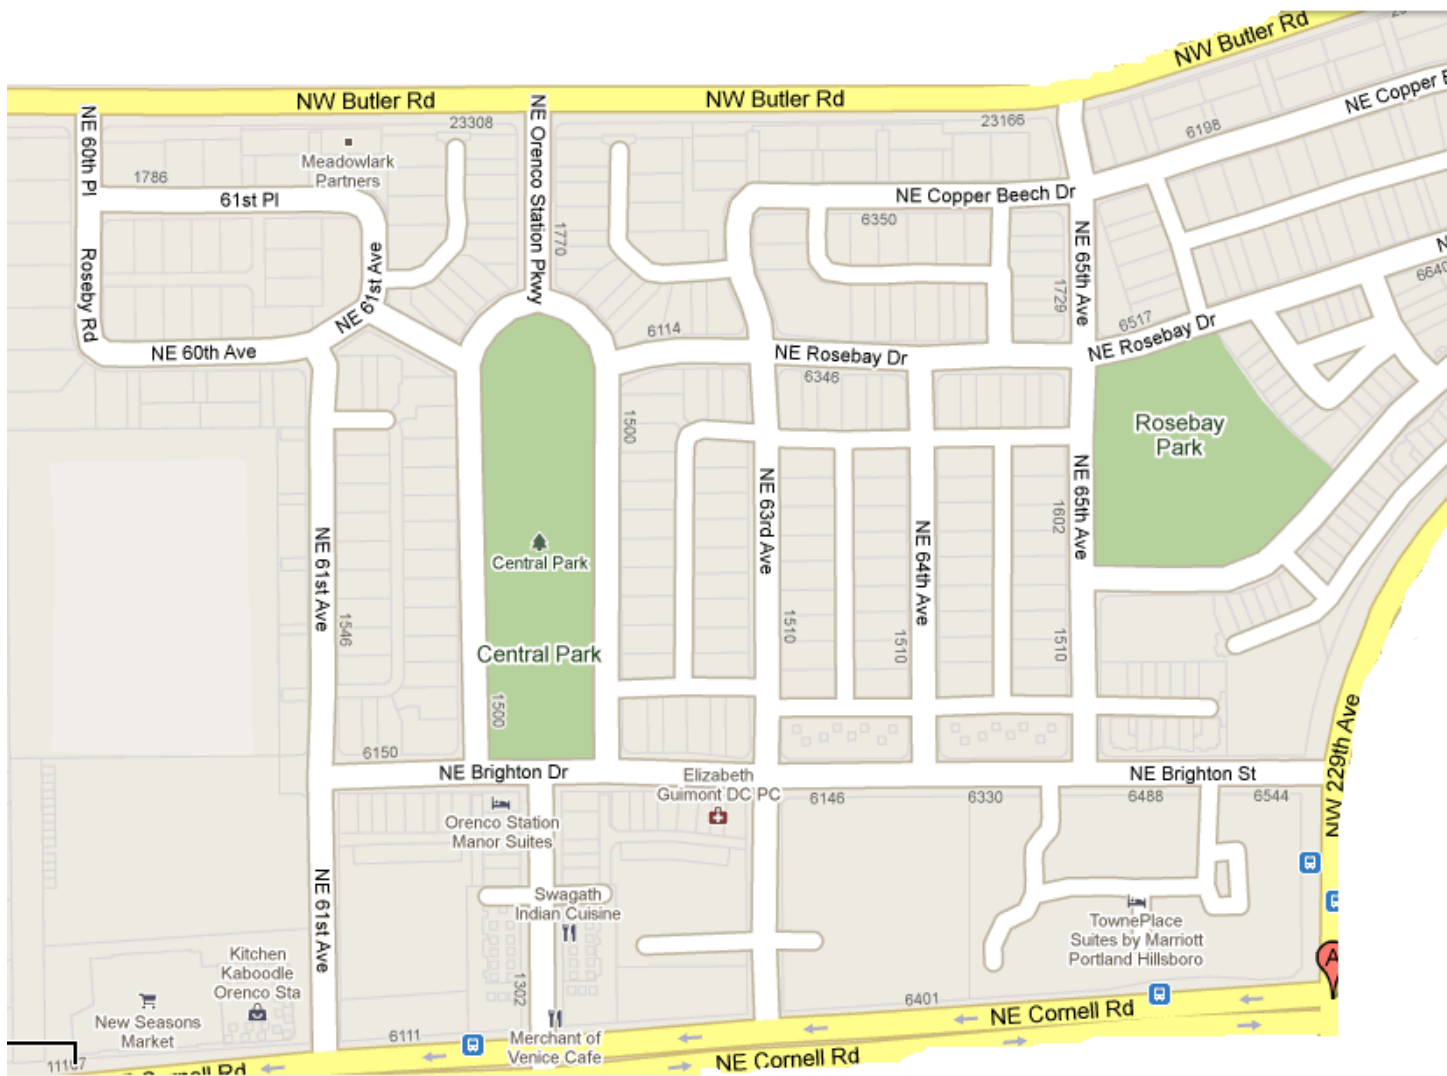 NW Butler Rd
NW Butler Rd
NW Butler Rd
NE Copper
6198
23308
23166
NE 60th Pl
NE Orenco Station Pkwy
Meadowlark
Partners
1786
61st Pl
NE Copper Beech Dr
6350
1770
NE 65th Ave
1729
Roseby Rd
61st Ave
NE 61st Ave
6640
6517
NE Rosebay Dr
6114
NE 60th Ave
NE Rosebay Dr
6346
1500
Rosebay
Park
NE 63rd Ave
NE 65th Ave
1602
NE 61st Ave
NE 64th Ave
Central Park
1546
1510
1510
1510
Central Park
1500
6150
NE Brighton Dr
Elizabeth
Guimont DC PC
NE Brighton St
6146
6330
6488
6544
NW 229th Ave
Orenco Station
Manor Suites
NE 61st Ave
Swagath
Indian Cuisine
TownePlace
Suites by Marriott
Portland Hillsboro
A
Kitchen
Kaboodle
Orenco Sta
1302
6401
NE Cornell Rd
New Seasons
Market
6111
Merchant of
Venice Cafe
NE Cornell Rd
Cornell Rd